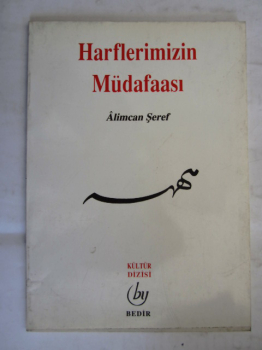 Harflerimizin
Müdafaası
Âlimcan Şeref
KÜLTÜR
DİZİSİ
by
BEDİR